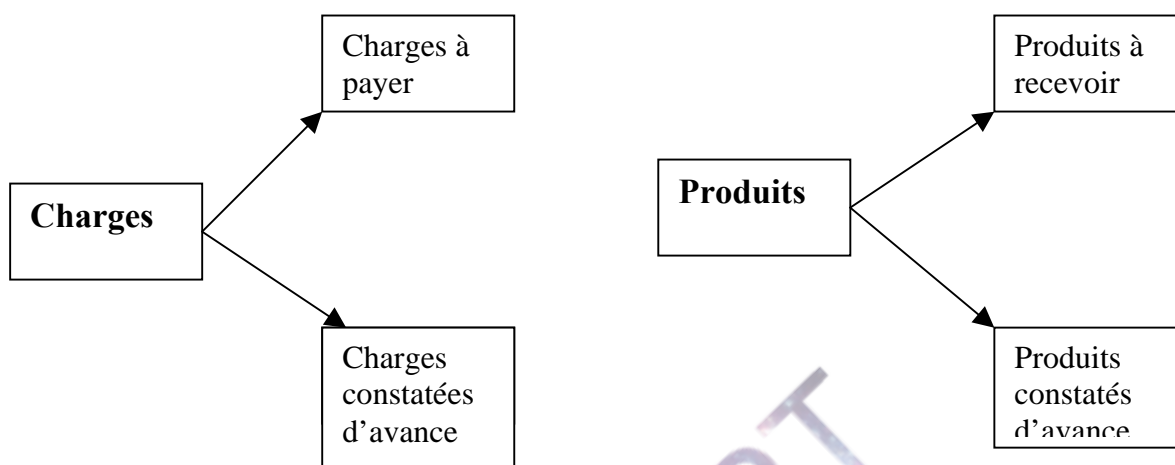 Charges à
payer
Produits à
recevoir
Charges
Produits
Charges
constatées
d'avance
Produits
constatés
d'avance